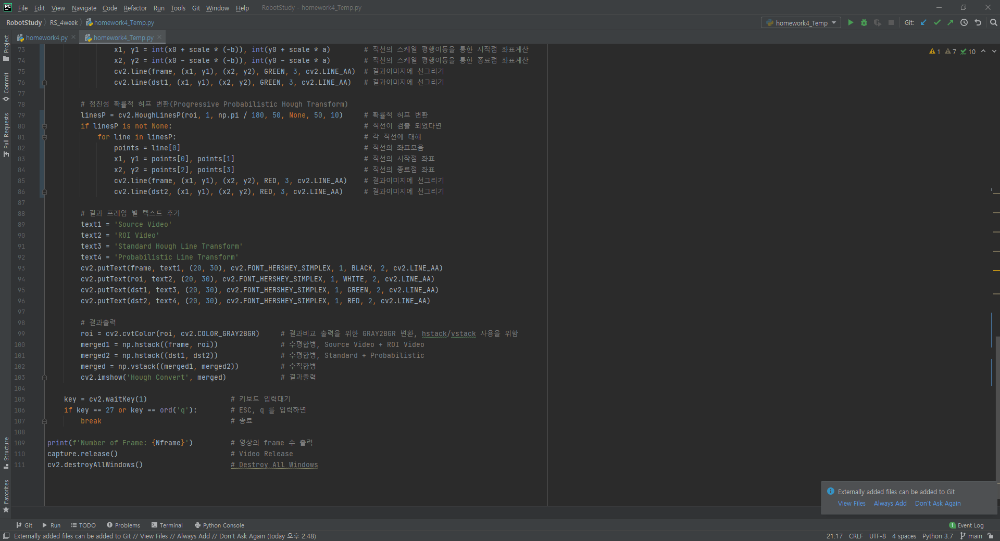 File Edit View Navigate Code Refactor Run Tools Git Window Help RobotStudy - homework4_Temp.py
RobotStudy RS_4week homework4_Temp.py homework4_Temp Git:
homework4.py homework4_Temp.py
Project
Commit
Pull Requests
Structure
Favorites
1 7 10
73 x1, y1 = int(x0 + scale * (-b)), int(y0 + scale * a) # 직선의 스케일 평행이동을 통한 시작점 좌표계산
74 x2, y2 = int(x0 - scale * (-b)), int(y0 - scale * a) # 직선의 스케일 평행이동을 통한 종료점 좌표계산
75 cv2.line(frame, (x1, y1), (x2, y2), GREEN, 3, cv2.LINE_AA) # 결과이미지에 선그리기
76 cv2.line(dst1, (x1, y1), (x2, y2), GREEN, 3, cv2.LINE_AA) # 결과이미지에 선그리기
77
78 # 점진성 확률적 허프 변환(Progressive Probabilistic Hough Transform)
79 linesP = cv2.HoughLinesP(roi, 1, np.pi / 180, 50, None, 50, 10) # 확률적 허프 변환
80 if linesP is not None: # 직선이 검출 되었다면
81 for line in linesP: # 각 직선에 대해
82 points = line[0] # 직선의 좌표모음
83 x1, y1 = points[0], points[1] # 직선의 시작점 좌표
84 x2, y2 = points[2], points[3] # 직선의 종료점 좌표
85 cv2.line(frame, (x1, y1), (x2, y2), RED, 3, cv2.LINE_AA) # 결과이미지에 선그리기
86 cv2.line(dst2, (x1, y1), (x2, y2), RED, 3, cv2.LINE_AA) # 결과이미지에 선그리기
87
88 # 결과 프레임 별 텍스트 추가
89 text1 = 'Source Video'
90 text2 = 'ROI Video'
91 text3 = 'Standard Hough Line Transform'
92 text4 = 'Probabilistic Line Transform'
93 cv2.putText(frame, text1, (20, 30), cv2.FONT_HERSHEY_SIMPLEX, 1, BLACK, 2, cv2.LINE_AA)
94 cv2.putText(roi, text2, (20, 30), cv2.FONT_HERSHEY_SIMPLEX, 1, WHITE, 2, cv2.LINE_AA)
95 cv2.putText(dst1, text3, (20, 30), cv2.FONT_HERSHEY_SIMPLEX, 1, GREEN, 2, cv2.LINE_AA)
96 cv2.putText(dst2, text4, (20, 30), cv2.FONT_HERSHEY_SIMPLEX, 1, RED, 2, cv2.LINE_AA)
97
98 # 결과출력
99 roi = cv2.cvtColor(roi, cv2.COLOR_GRAY2BGR) # 결과비교 출력을 위한 GRAY2BGR 변환, hstack/vstack 사용을 위함
100 merged1 = np.hstack((frame, roi)) # 수평합병, Source Video + ROI Video
101 merged2 = np.hstack((dst1, dst2)) # 수평합병, Standard + Probabilistic
102 merged = np.vstack((merged1, merged2)) # 수직합병
103 cv2.imshow('Hough Convert', merged) # 결과출력
104
105 key = cv2.waitKey(1) # 키보드 입력대기
106 if key == 27 or key == ord('q'): # ESC, q 를 입력하면
107 break # 종료
108
109 print(f'Number of Frame: {Nframe}') # 영상의 frame 수 출력
110 capture.release() # Video Release
111 cv2.destroyAllWindows() # Destroy All Windows
Externally added files can be added to Git
View Files Always Add Don't Ask Again
Git Run TODO Problems Terminal Python Console 1 Event Log
Externally added files can be added to Git // View Files // Always Add // Don't Ask Again (today 오후 2:48) 21:17 CRLF UTF-8 4 spaces Python 3.7 main